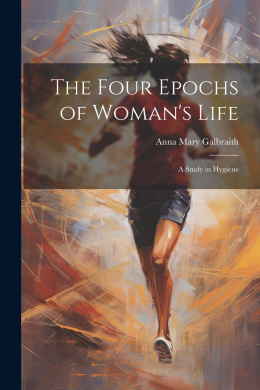 The Four Epochs
of Woman's Life
Anna Mary Galbraith
A Study in Hygiene